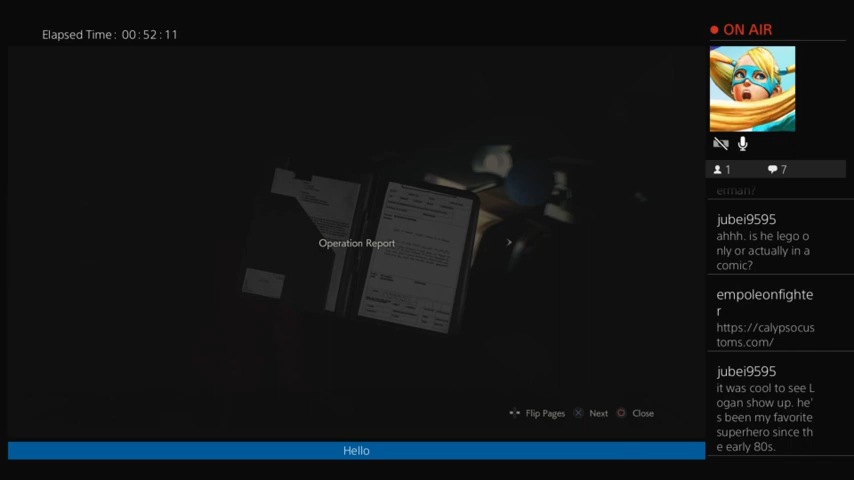 Elapsed Time: 00:52:11
ON AIR
1
7
jubei9595
ahhh. is he lego o
nly or actually in a
comic?
empoleonfighte
r
https://calypsocus
toms.com/
jubei9595
it was cool to see L
ogan show up. he'
s been my favorite
superhero since th
e early 80s.
Operation Report
Flip Pages
Next
Close
Hello